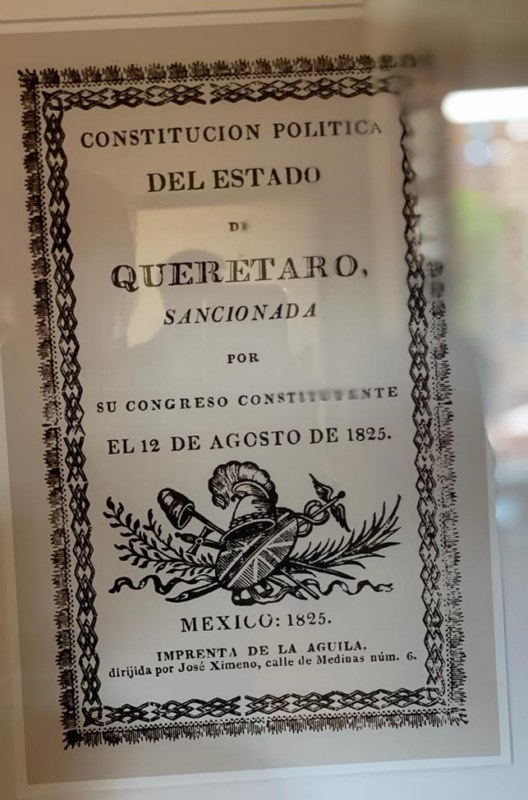 CONSTITUCION POLITICA
DEL ESTADO
DE
QUERETARO,
SANCIONADA
POR
SU CONGRESO CONSTITUYENTE
EL 12 DE AGOSTO DE 1825.
MEXICO: 1825.
IMPRENTA DE LA AGUILA.
dirijida por José Ximeno, calle de Medinas núm. 6.